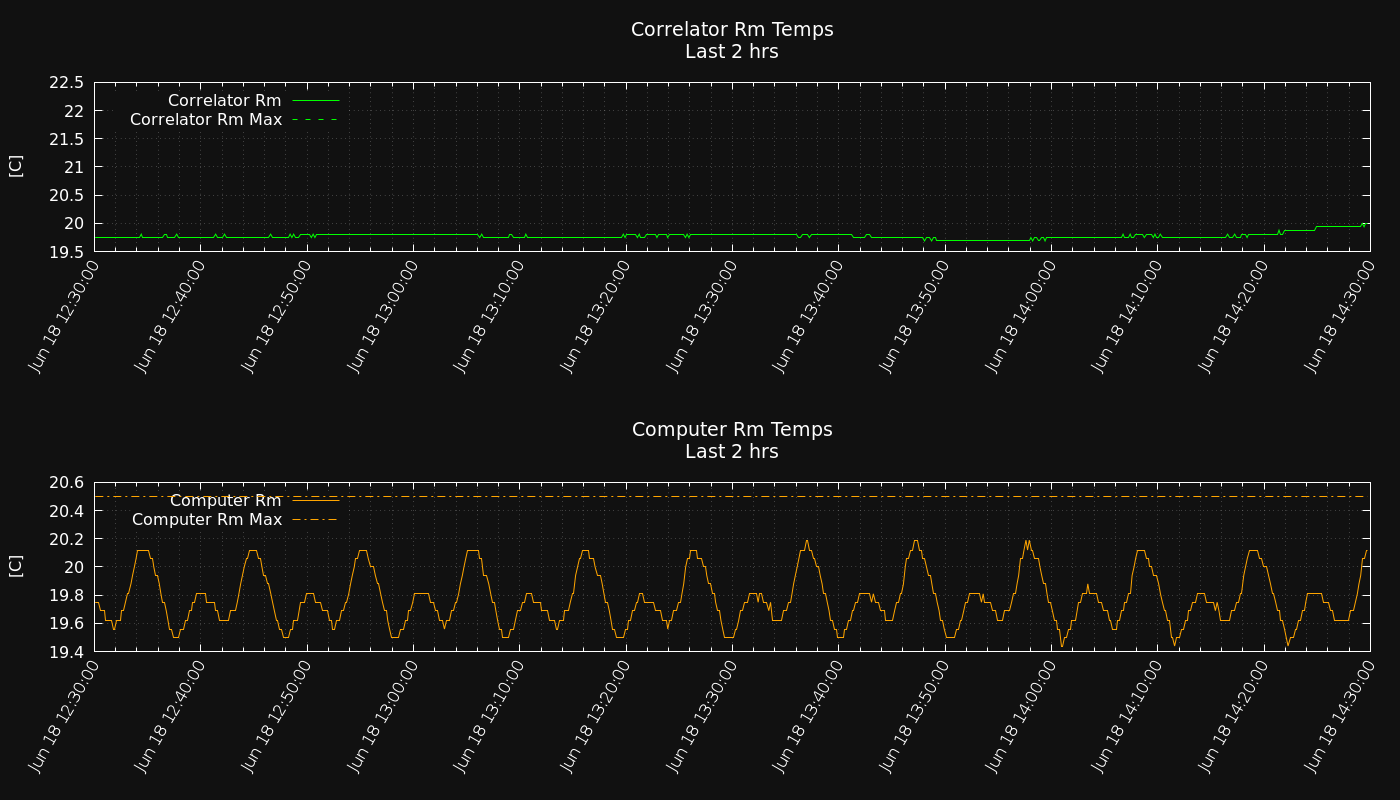 Correlator Rm Temps
Last 2 hrs
22.5
22
21.5
21
20.5
20
19.5
[C]
Correlator Rm
Correlator Rm Max
Jun 18 12:30:00
Jun 18 12:40:00
Jun 18 12:50:00
Jun 18 13:00:00
Jun 18 13:10:00
Jun 18 13:20:00
Jun 18 13:30:00
Jun 18 13:40:00
Jun 18 13:50:00
Jun 18 14:00:00
Jun 18 14:10:00
Jun 18 14:20:00
Jun 18 14:30:00
Computer Rm Temps
Last 2 hrs
20.6
20.4
20.2
20
19.8
19.6
19.4
[C]
Computer Rm
Computer Rm Max
Jun 18 12:30:00
Jun 18 12:40:00
Jun 18 12:50:00
Jun 18 13:00:00
Jun 18 13:10:00
Jun 18 13:20:00
Jun 18 13:30:00
Jun 18 13:40:00
Jun 18 13:50:00
Jun 18 14:00:00
Jun 18 14:10:00
Jun 18 14:20:00
Jun 18 14:30:00